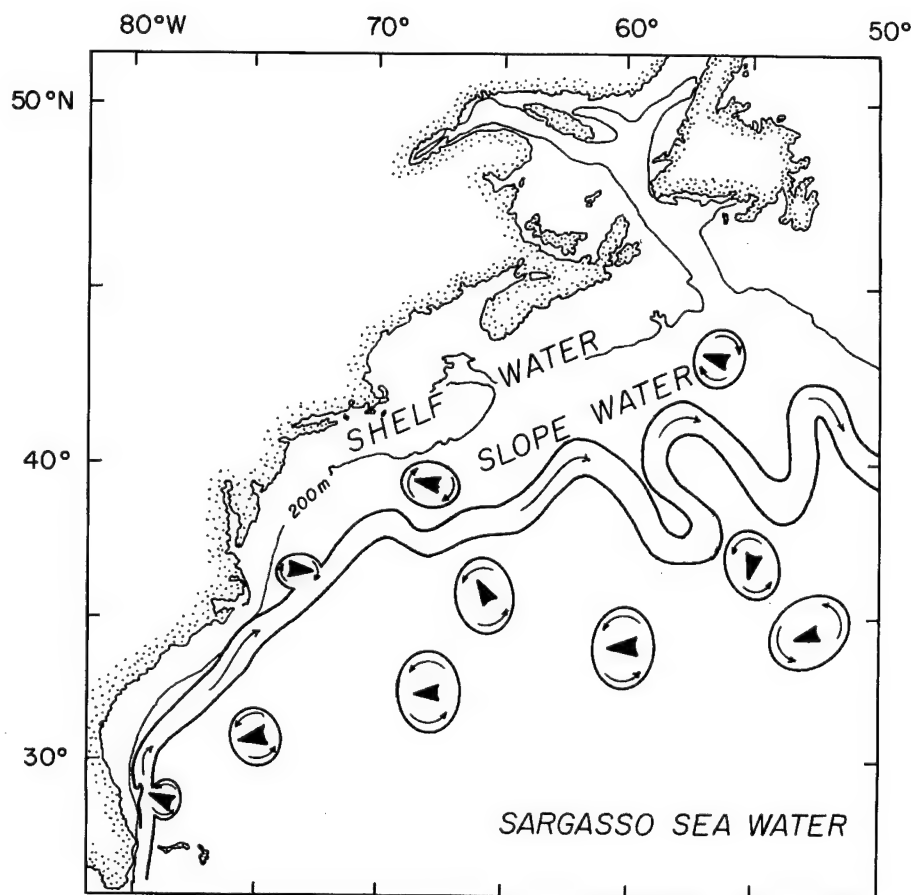 80°W 70° 60° 50°
50°N
SHELF WATER
SLOPE WATER
40°
200m
30°
SARGASSO SEA WATER